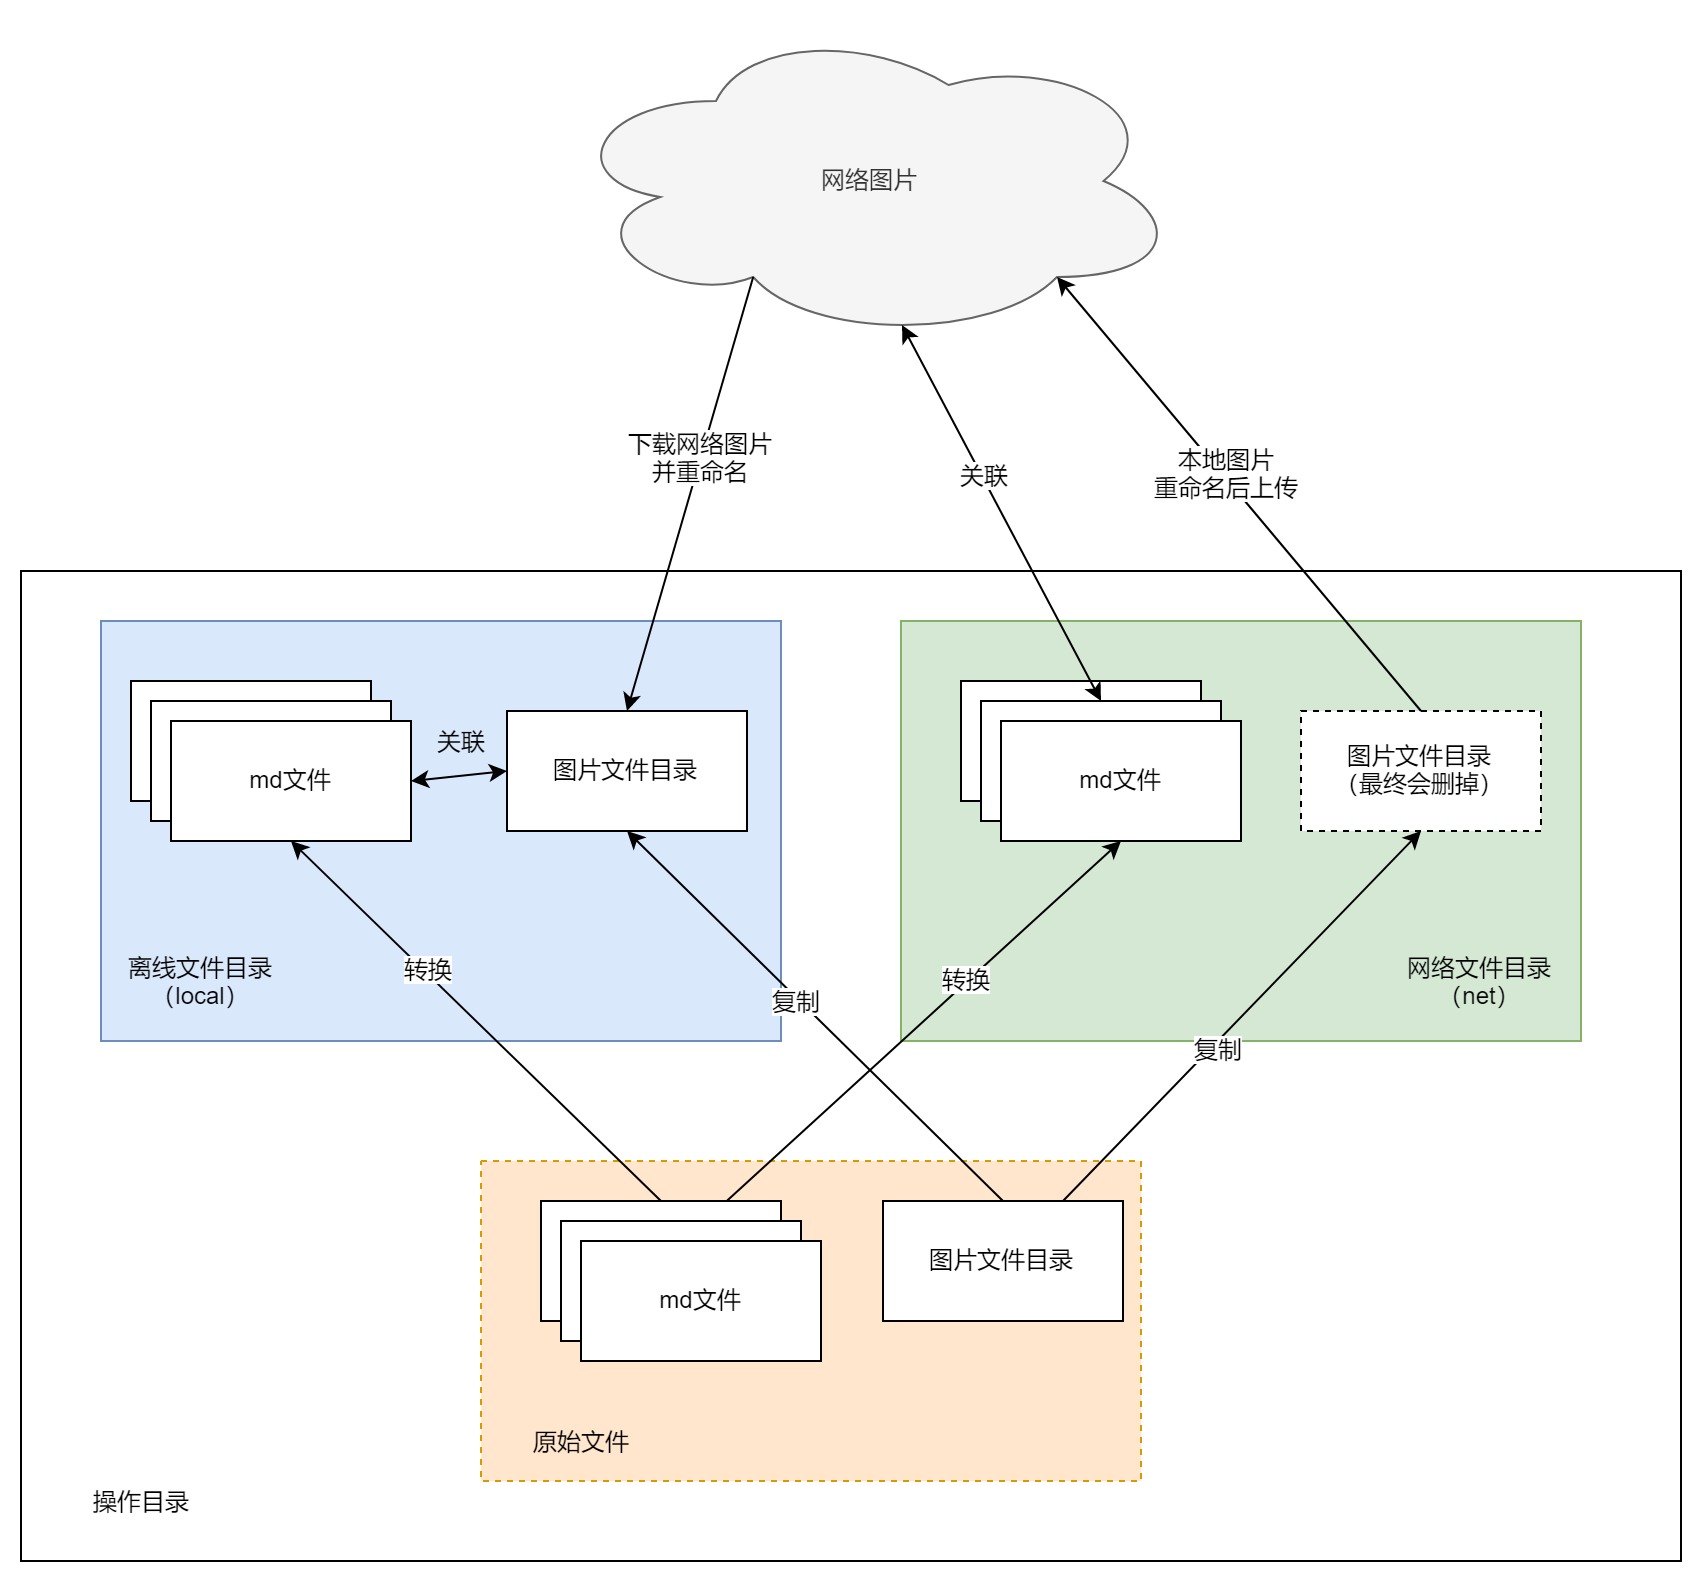 网络图片
下载网络图片
并重命名
关联
本地图片
重命名后上传
md文件
关联
图片文件目录
md文件
图片文件目录
（最终会删掉）
离线文件目录
（local）
转换
复制
转换
网络文件目录
（net）
复制
md文件
图片文件目录
原始文件
操作目录